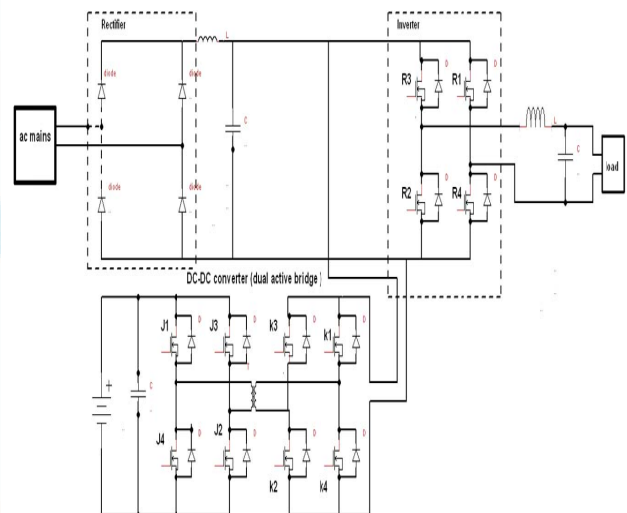 Rectifier
Inverter
L
diode
diode
D
D
R3
R1
ac mains
C
L
C
load
diode
diode
D
D
R2
R4
DC-DC converter (dual active bridge )
J1
D
J3
D
k3
D
k1
D
+
C
J4
D
J2
D
k2
D
k4
D